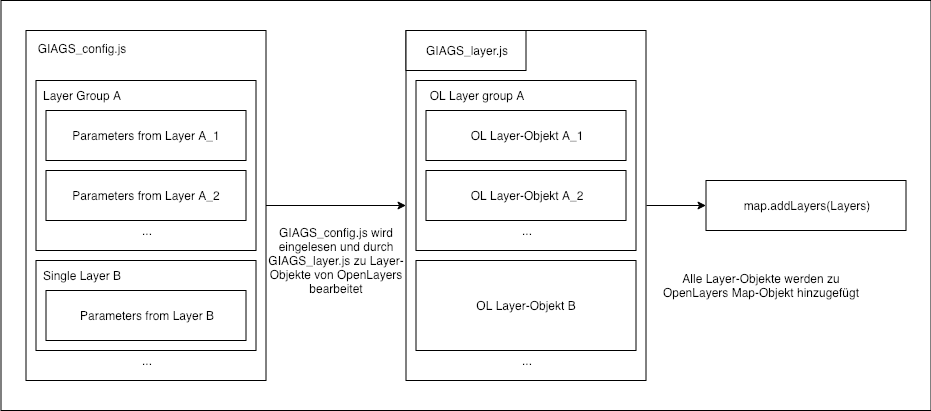 GIAGS_config.js
Layer Group A
Parameters from Layer A_1
Parameters from Layer A_2
...
Single Layer B
Parameters from Layer B
...
GIAGS_config.js wird
eingelesen und durch
GIAGS_layer.js zu Layer-
Objekte von OpenLayers
bearbeitet
GIAGS_layer.js
OL Layer group A
OL Layer-Objekt A_1
OL Layer-Objekt A_2
...
OL Layer-Objekt B
...
map.addLayers(Layers)
Alle Layer-Objekte werden zu
OpenLayers Map-Objekt hinzugefügt